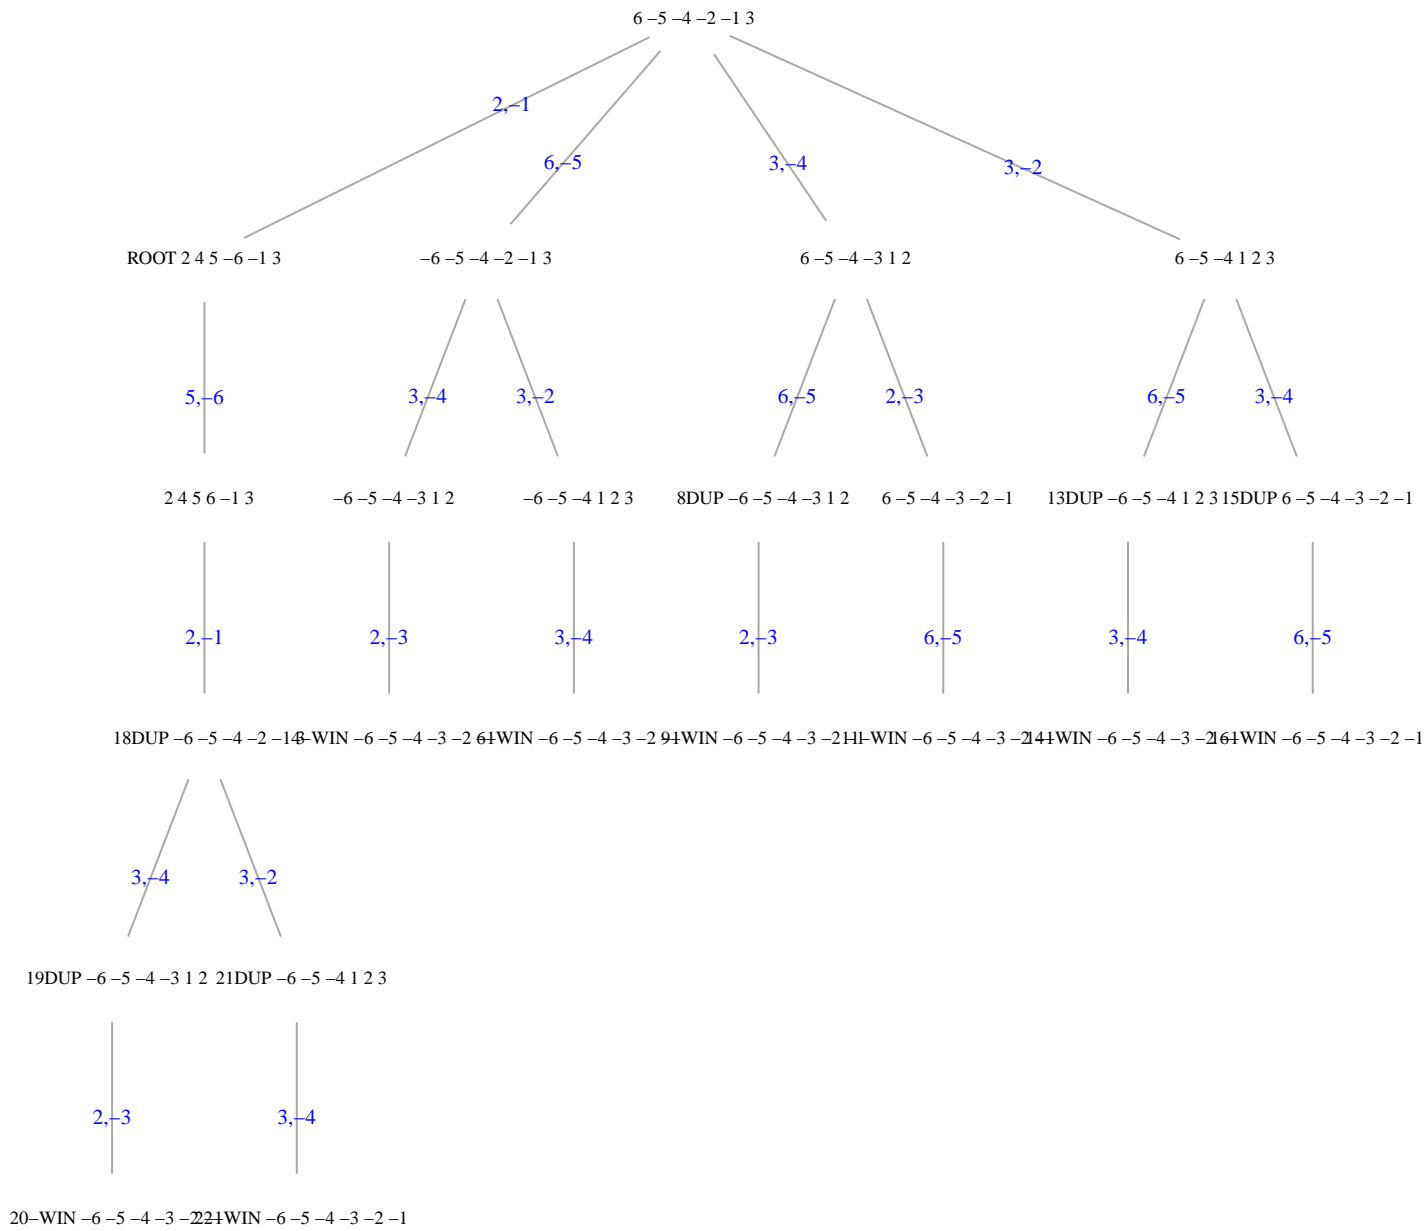 6 –5 –4 –2 –1 3
2,–1
6,–5
3,–4
3,–2
ROOT 2 4 5 –6 –1 3
–6 –5 –4 –2 –1 3
6 –5 –4 –3 1 2
6 –5 –4 1 2 3
5,–6
3,–4
3,–2
6,–5
2,–3
6,–5
3,–4
2 4 5 6 –1 3
–6 –5 –4 –3 1 2
–6 –5 –4 1 2 3
8DUP –6 –5 –4 –3 1 2
6 –5 –4 –3 –2 –1
13DUP –6 –5 –4 1 2 3
15DUP 6 –5 –4 –3 –2 –1
2,–1
2,–3
3,–4
2,–3
6,–5
3,–4
6,–5
18DUP –6 –5 –4 –2
WIN –6 –5 –4 –3 –2
WIN –6 –5 –4 –3 –2
WIN –6 –5 –4 –3 –2
WIN –6 –5 –4 –3
WIN –6 –5 –4 –3
WIN –6 –5 –4 –3 –2 –1
3,–4
3,–2
19DUP –6 –5 –4 –3 1 2
21DUP –6 –5 –4 1 2 3
2,–3
3,–4
20–WIN –6 –5 –4 –3
WIN –6 –5 –4 –3 –2 –1